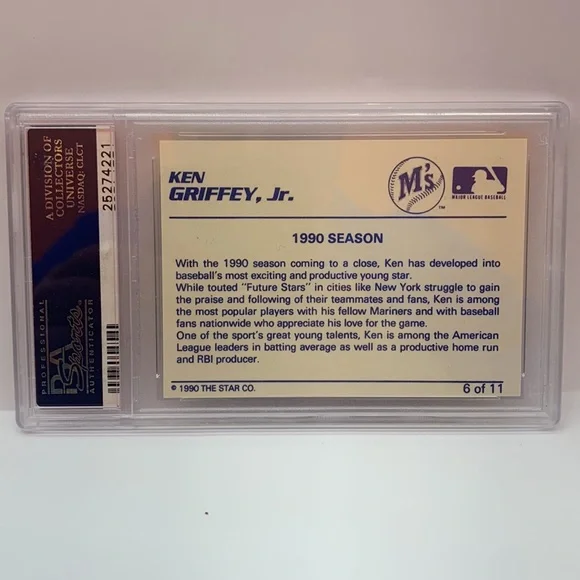 A DIVISION OF
COLLECTORS
UNIVERSE
NASDAQ: CLCT
25274221
PROFESSIONAL
PSA
Sports
AUTHENTICATOR
KEN
GRIFFEY, Jr.
M's
TM
MAJOR LEAGUE BASEBALL
1990 SEASON
With the 1990 season coming to a close, Ken has developed into
baseball's most exciting and productive young star.
While touted "Future Stars" in cities like New York struggle to gain
the praise and following of their teammates and fans, Ken is among
the most popular players with his fellow Mariners and with baseball
fans nationwide who appreciate his love for the game.
One of the sport's great young talents, Ken is among the American
League leaders in batting average as well as a productive home run
and RBI producer.
© 1990 THE STAR CO.
6 of 11